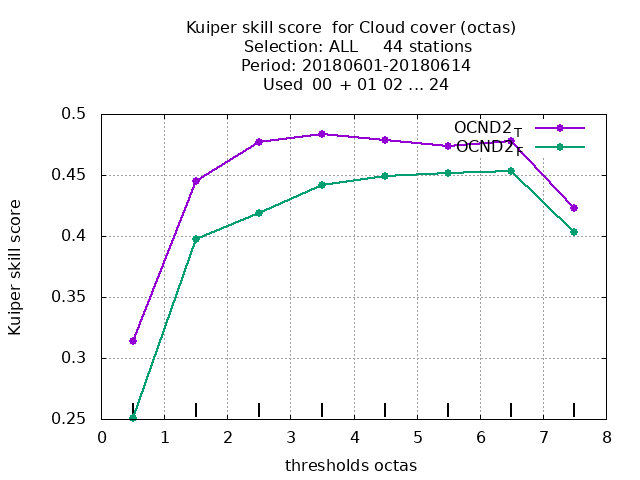 Kuiper skill score  for Cloud cover (octas)
Selection: ALL     44 stations
Period: 20180601-20180614
Used  00 + 01 02 ... 24
OCND2_T
OCND2_F
0.5
0.45
0.4
0.35
0.3
0.25
Kuiper skill score
0 1 2 3 4 5 6 7 8
thresholds octas